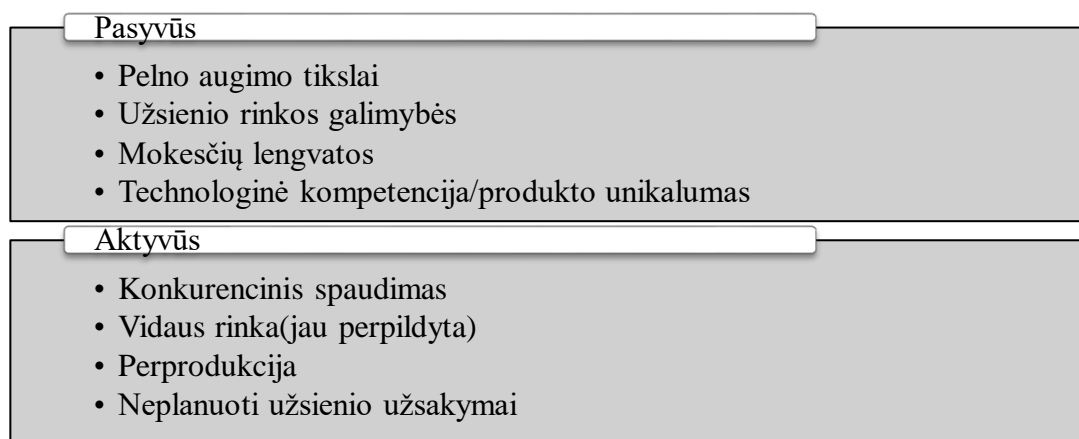 Pasyvūs
• Pelno augimo tikslai
• Užsienio rinkos galimybės
• Mokesčių lengvatos
• Technologinė kompetencija/produkto unikalumas
Aktyvūs
• Konkurencinis spaudimas
• Vidaus rinka(jau perpildyta)
• Perprodukcija
• Neplanuoti užsienio užsakymai